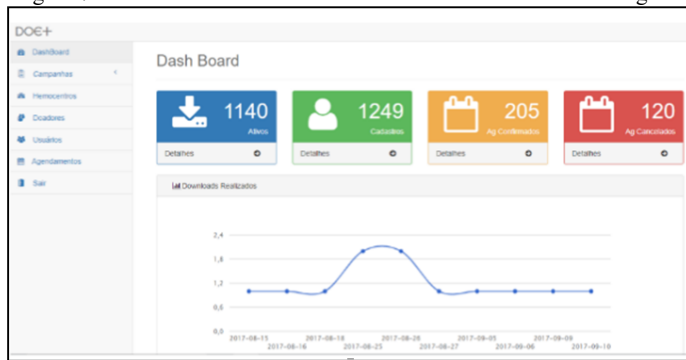 DOE+
DashBoard
Campanhas
Hemocentros
Doadores
Usuários
Agendamentos
Sair
Dash Board
1140
Ativos
Detalhes
1249
Cadastros
Detalhes
205
Ag Confirmados
Detalhes
120
Ag Cancelados
Detalhes
Downloads Realizados
2,4
1,8
1,2
0,6
0,0
2017-08-15
2017-08-16
2017-08-18
2017-08-25
2017-08-26
2017-08-27
2017-09-05
2017-09-06
2017-09-09
2017-09-10